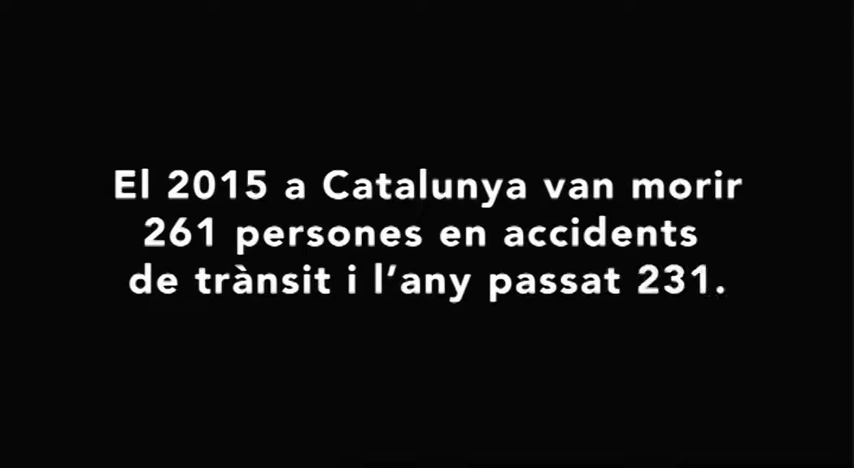 El 2015 a Catalunya van morir
261 persones en accidents
de trànsit i l’any passat 231.